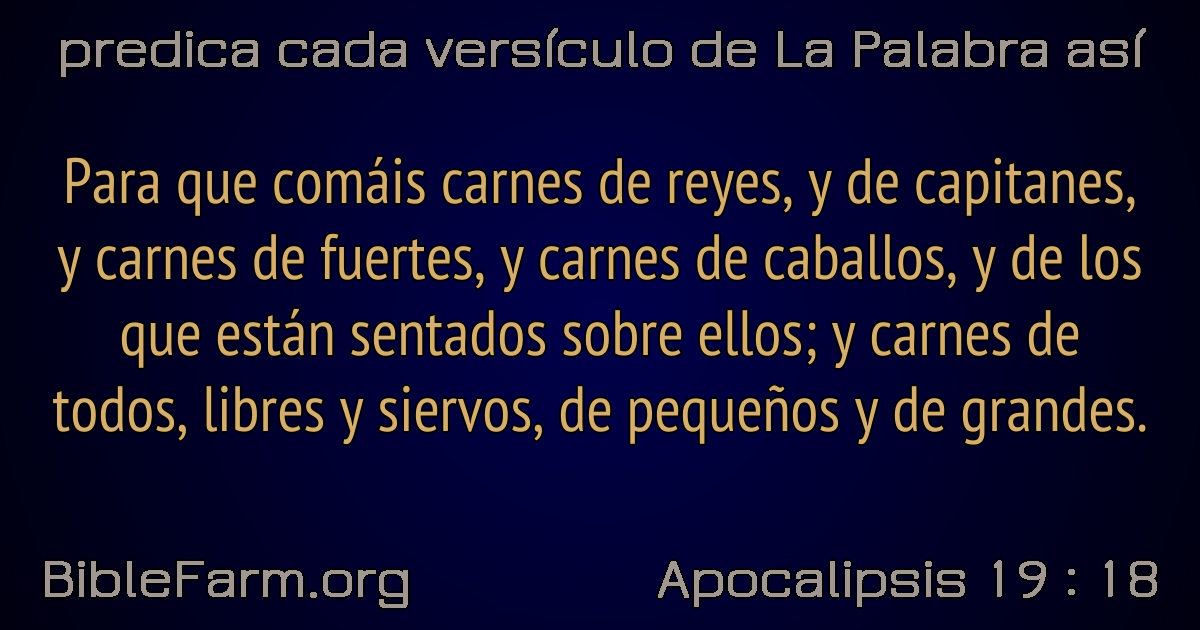 predica cada versículo de La Palabra así
Para que comáis carnes de reyes, y de capitanes,
y carnes de fuertes, y carnes de caballos, y de los
que están sentados sobre ellos; y carnes de
todos, libres y siervos, de pequeños y de grandes.
BibleFarm.org
Apocalipsis 19 : 18